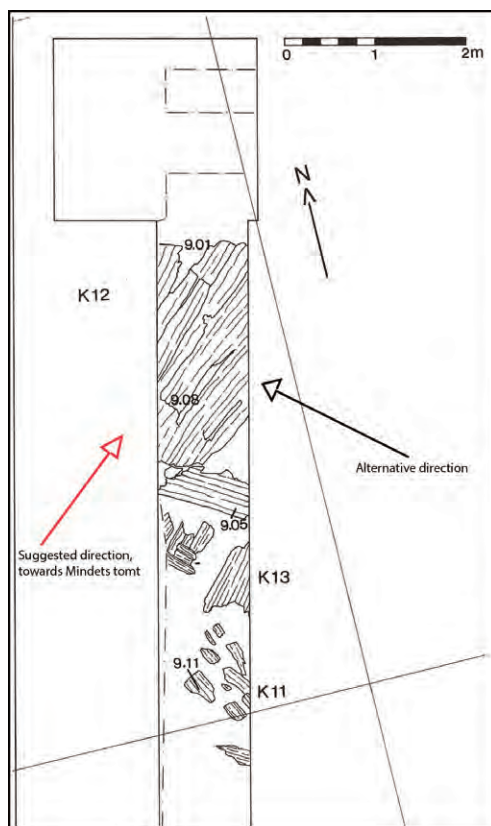 0 1 2m
N
9.01
K12
9.08
Alternative direction
9.05
Suggested direction,
towards Mindets tomt
K13
9.11
K11